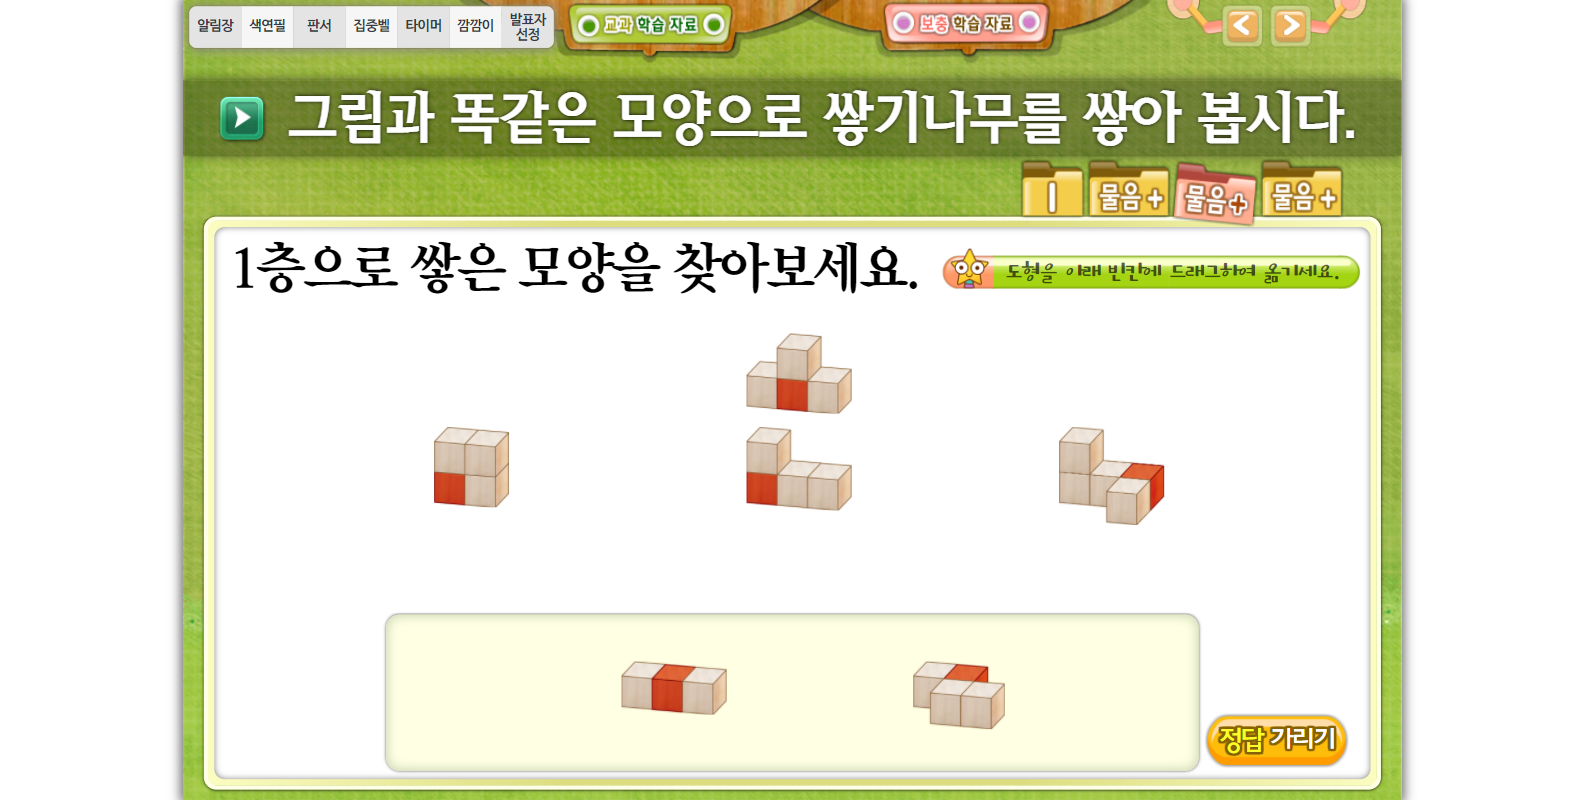 알림장 색연필 판서 집중벨 타이머 깜깜이 발표자 선정
교과 학습 자료
보충 학습 자료
그림과 똑같은 모양으로 쌓기나무를 쌓아 봅시다.
1 물음+ 물음+ 물음+
1층으로 쌓은 모양을 찾아보세요.
도형을 아래 빈칸에 드래그하여 옮기세요.
정답 가리기